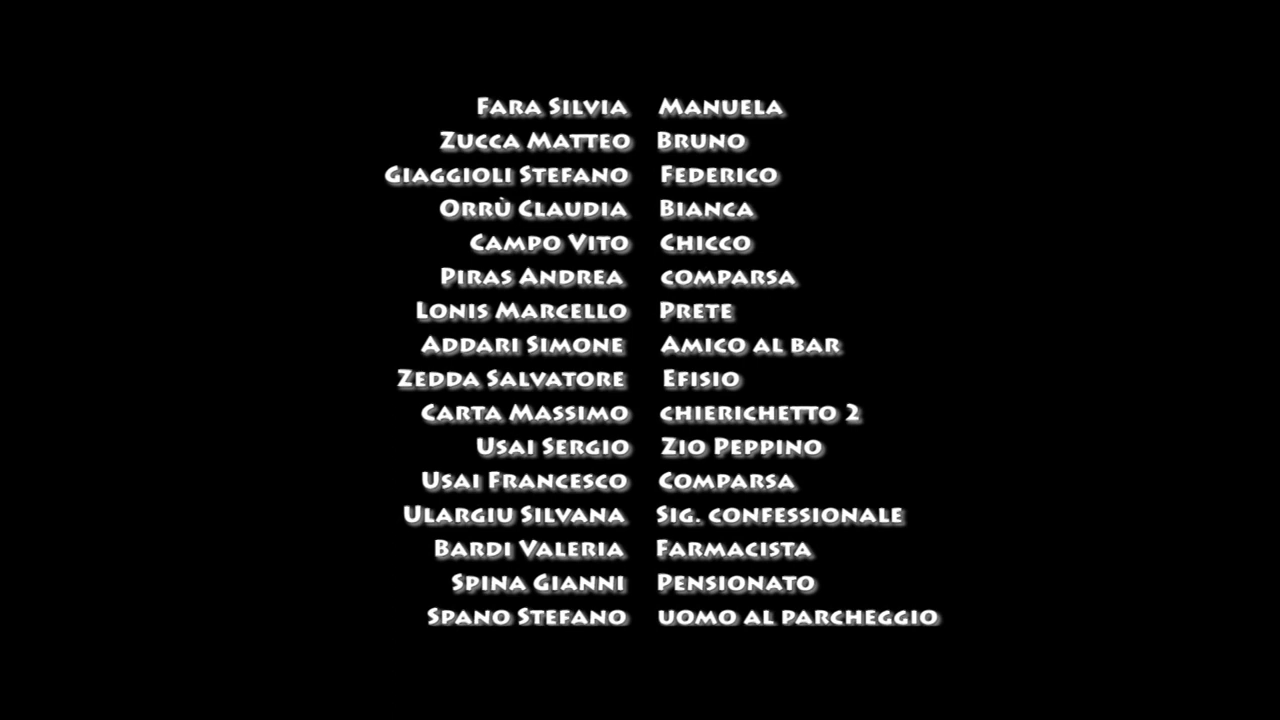 Fara Silvia Manuela
Zucca Matteo Bruno
Giaggioli Stefano Federico
Orrù Claudia Bianca
Campo Vito Chicco
Piras Andrea comparsa
Lonis Marcello Prete
Addari Simone Amico al bar
Zedda Salvatore Efisio
Carta Massimo chierichetto 2
Usai Sergio Zio Peppino
Usai Francesco Comparsa
Ulargiu Silvana Sig. confessionale
Bardi Valeria Farmacista
Spina Gianni Pensionato
Spano Stefano uomo al parcheggio